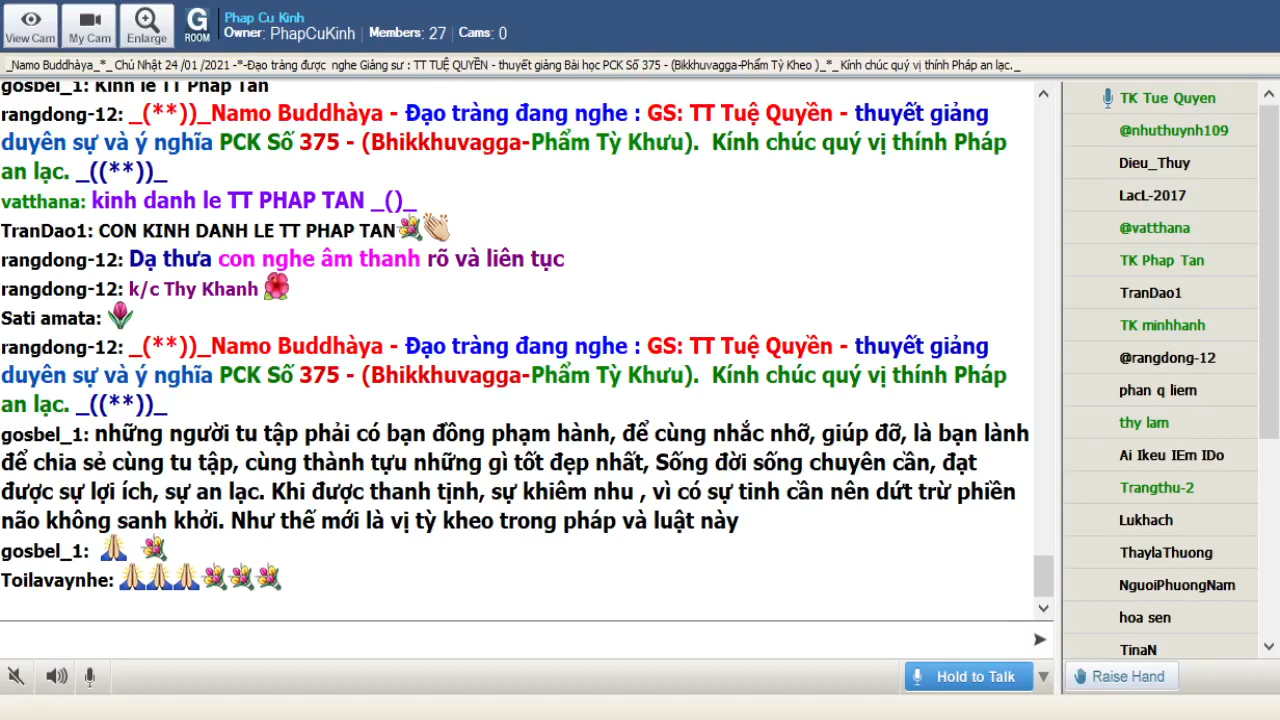 View Cam
My Cam
Enlarge
G
ROOM
Phap Cu Kinh
Owner: PhapCuKinh | Members: 27 | Cams: 0
_Namo Buddhàya_*_ Chủ Nhật 24 /01 /2021 -*-Đạo tràng được nghe Giảng sư : TT TUỆ QUYỀN - thuyết giảng Bài học PCK Số 375 - (Bikkhuvagga-Phẩm Tỳ Kheo )_*_ Kính chúc quý vị thính Pháp an lạc._
gosbel_1: Kính lễ TT Pháp Tân
rangdong-12: _(**))_Namo Buddhàya - Đạo tràng đang nghe : GS: TT Tuệ Quyền - thuyết giảng
duyên sự và ý nghĩa PCK Số 375 - (Bhikkhuvagga-Phẩm Tỳ Khưu). Kính chúc quý vị thính Pháp
an lạc. _((**))_
vatthana: kinh danh le TT PHAP TAN _()_
TranDao1: CON KINH DANH LE TT PHAP TAN
rangdong-12: Dạ thưa con nghe âm thanh rõ và liên tục
rangdong-12: k/c Thy Khanh
Sati amata:
rangdong-12: _(**))_Namo Buddhàya - Đạo tràng đang nghe : GS: TT Tuệ Quyền - thuyết giảng
duyên sự và ý nghĩa PCK Số 375 - (Bhikkhuvagga-Phẩm Tỳ Khưu). Kính chúc quý vị thính Pháp
an lạc. _((**))_
gosbel_1: những người tu tập phải có bạn đồng phạm hành, để cùng nhắc nhỡ, giúp đỡ, là bạn lành
để chia sẻ cùng tu tập, cùng thành tựu những gì tốt đẹp nhất, Sống đời sống chuyên cần, đạt
được sự lợi ích, sự an lạc. Khi được thanh tịnh, sự khiêm nhu , vì có sự tinh cần nên dứt trừ phiền
não không sanh khởi. Như thế mới là vị tỳ kheo trong pháp và luật này
gosbel_1:
Toilavaynhe:
TK Tue Quyen
@nhuthuynh109
Dieu_Thuy
LacL-2017
@vatthana
TK Phap Tan
TranDao1
TK minhhanh
@rangdong-12
phan q liem
thy lam
Ai Ikeu IEm IDo
Trangthu-2
Lukhach
ThaylaThuong
NguoiPhuongNam
hoa sen
TinaN
Hold to Talk
Raise Hand